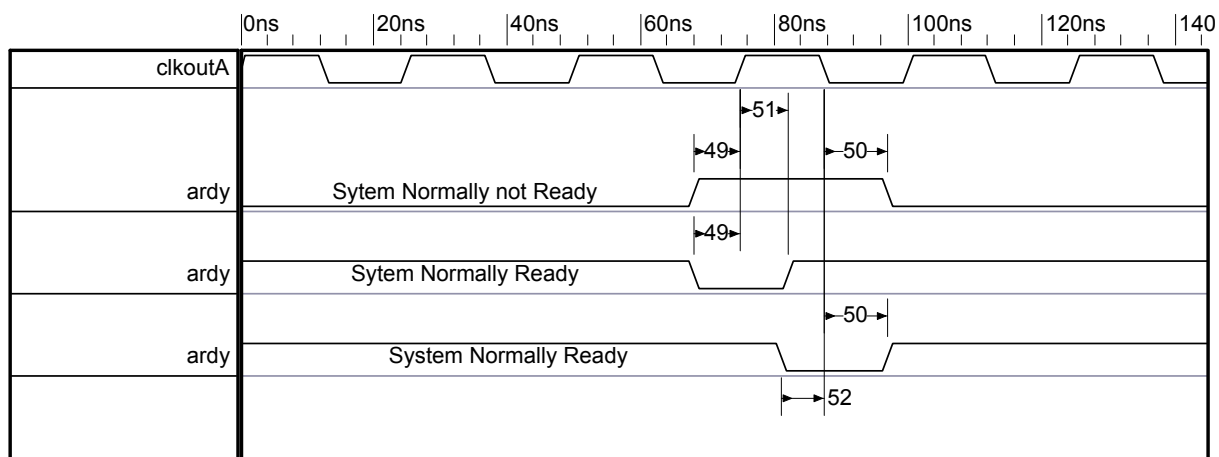 0ns 20ns 40ns 60ns 80ns 100ns 120ns 140
clkoutA
51
49 50
ardy Sytem Normally not Ready
49
ardy Sytem Normally Ready
50
ardy System Normally Ready
52